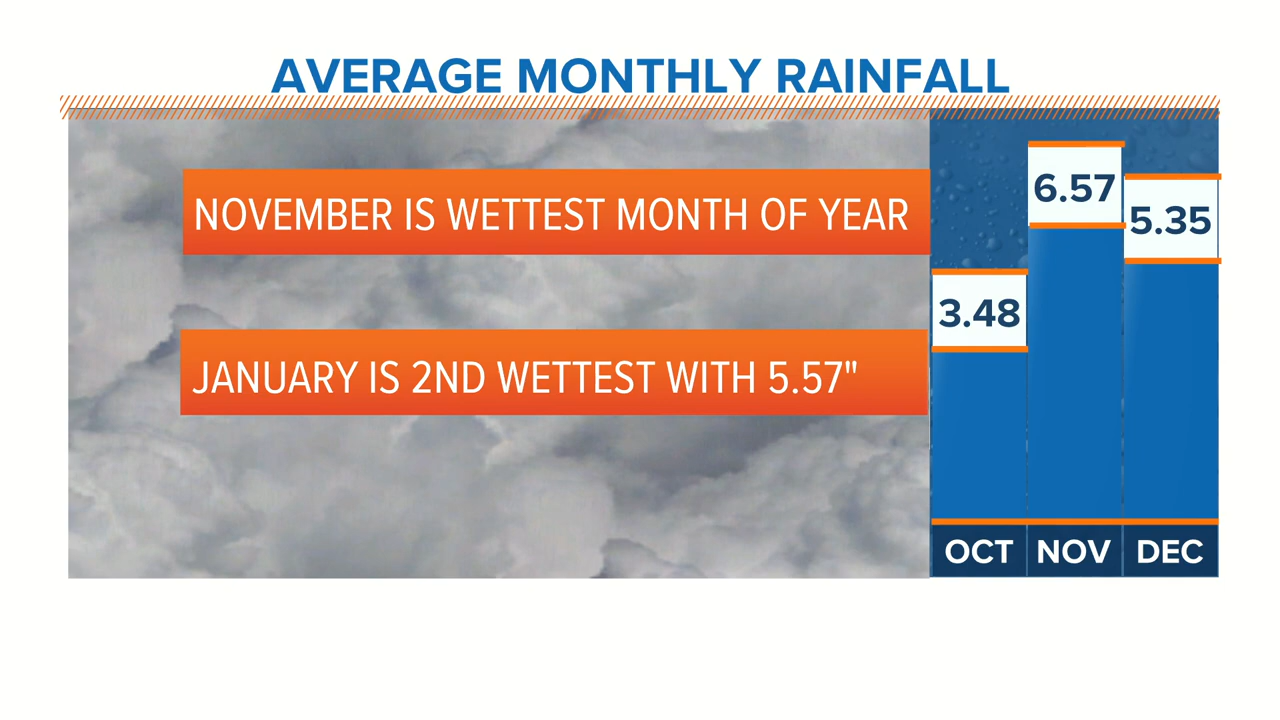 AVERAGE MONTHLY RAINFALL
NOVEMBER IS WETTEST MONTH OF YEAR
JANUARY IS 2ND WETTEST WITH 5.57"
6.57
5.35
3.48
OCT NOV DEC